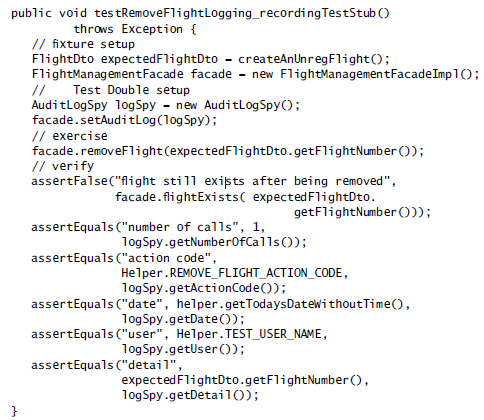 public void testRemoveFlightLogging_recordingTestStub()
throws Exception {
// fixture setup
FlightDto expectedFlightDto = createAnUnregFlight();
FlightManagementFacade facade = new FlightManagementFacadeImpl();
// Test Double setup
AuditLogSpy logSpy = new AuditLogSpy();
facade.setAuditLog(logSpy);
// exercise
facade.removeFlight(expectedFlightDto.getFlightNumber());
// verify
assertFalse("flight still exists after being removed",
facade.flightExists( expectedFlightDto.
getFlightNumber()));
assertEquals("number of calls", 1,
logSpy.getNumberOfCalls());
assertEquals("action code",
Helper.REMOVE_FLIGHT_ACTION_CODE,
logSpy.getActionCode());
assertEquals("date", helper.getTodaysDateWithoutTime(),
logSpy.getDate());
assertEquals("user", Helper.TEST_USER_NAME,
logSpy.getUser());
assertEquals("detail",
expectedFlightDto.getFlightNumber(),
logSpy.getDetail());
}